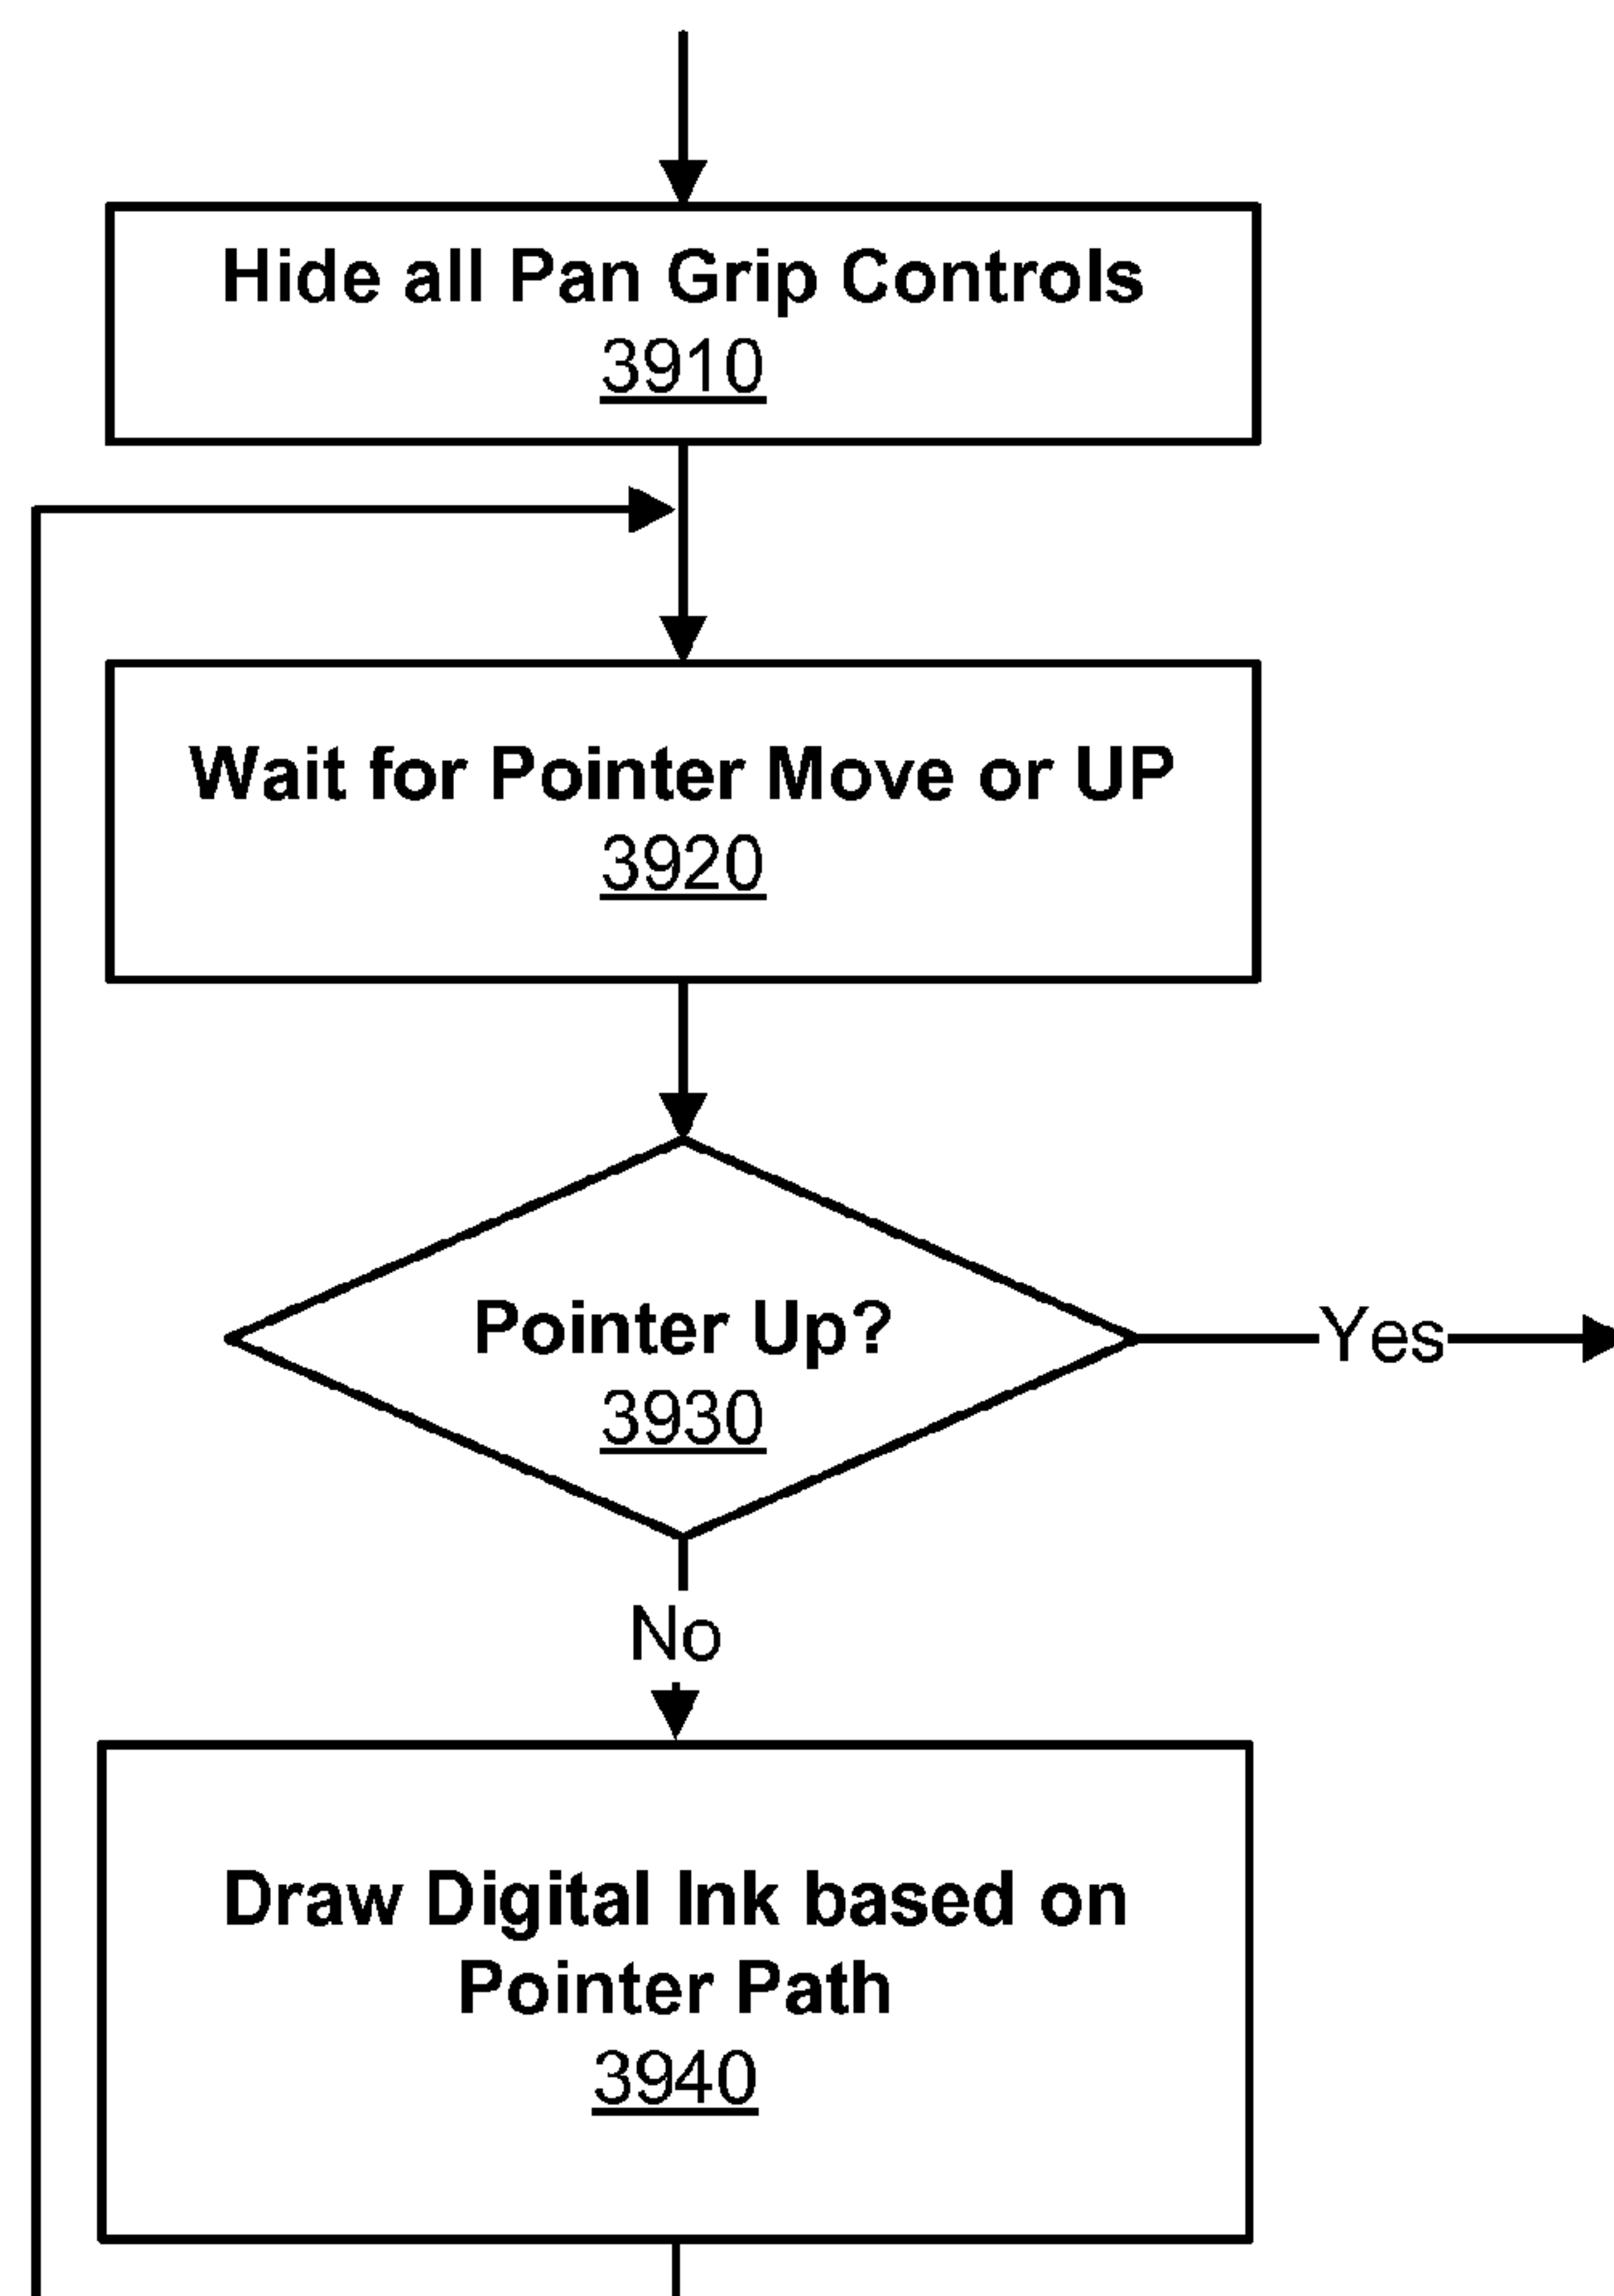 Hide all Pan Grip Controls
3910
Wait for Pointer Move or UP
3920
Pointer Up?
3930
Yes
No
Draw Digital Ink based on
Pointer Path
3940